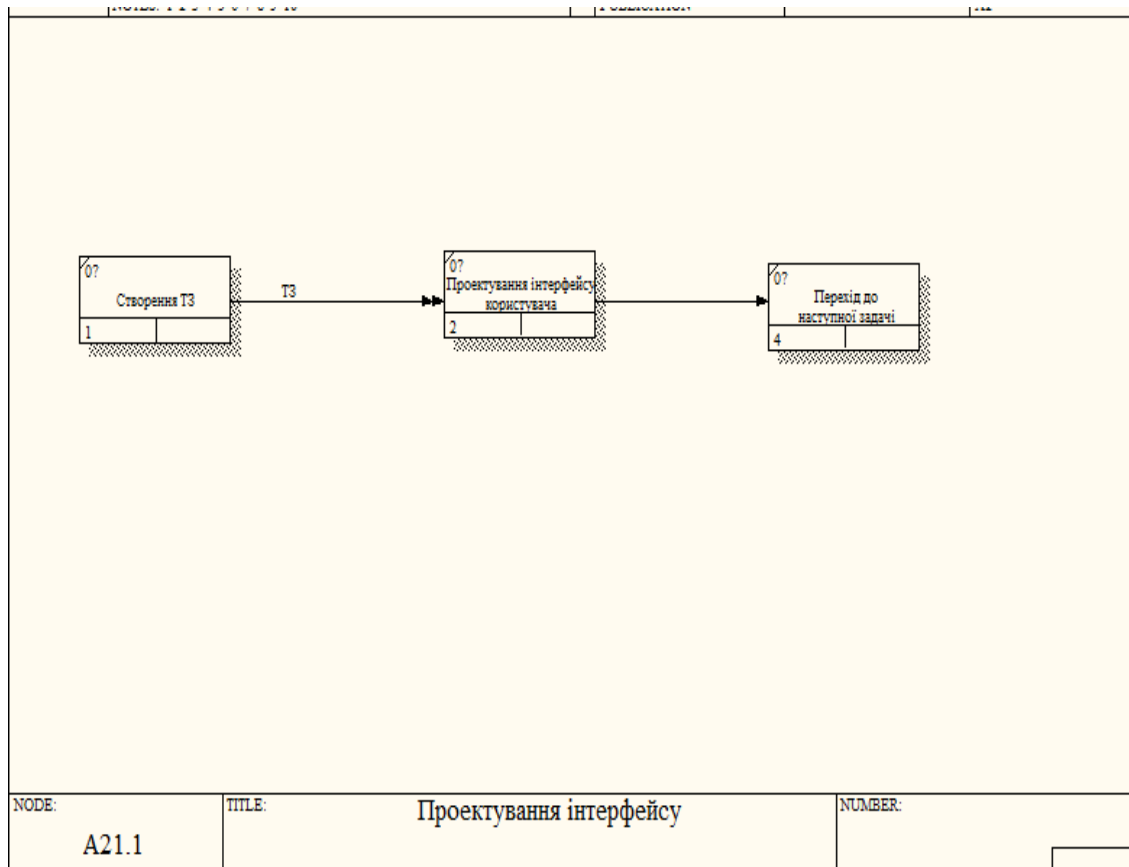 0?
Створення ТЗ
1
ТЗ
0?
Проектування інтерфейсу
користувача
2
0?
Перехід до
наступної задачі
4
NODE:
A21.1
TITLE:
Проектування інтерфейсу
NUMBER: